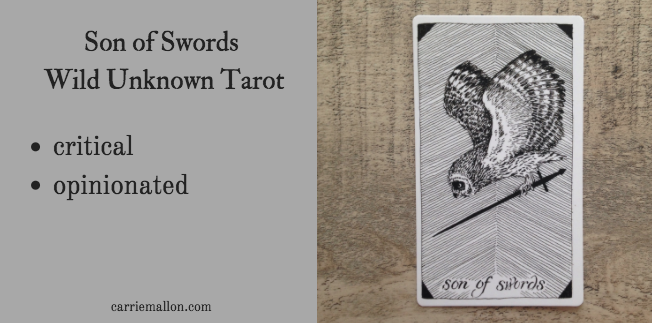 Son of Swords
Wild Unknown Tarot
critical
opinionated
carriemallon.com
son of swords